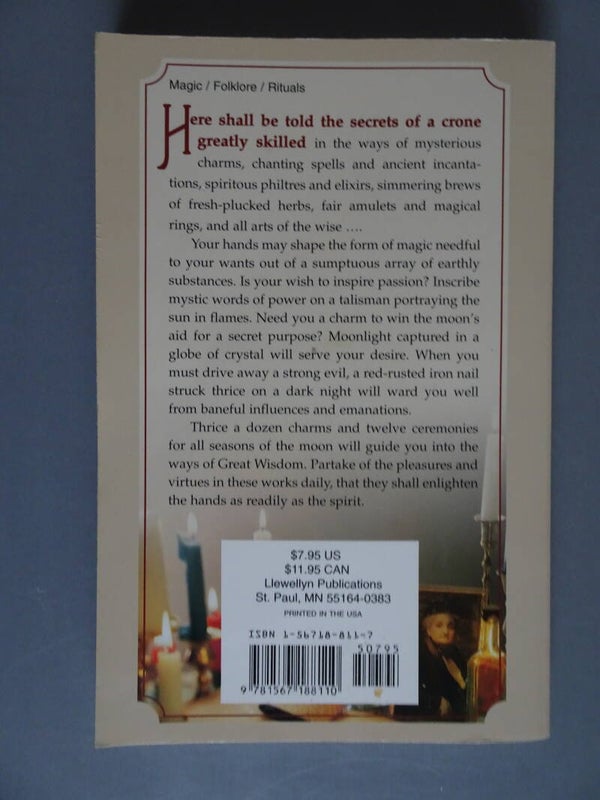 Magic / Folklore / Rituals
Here shall be told the secrets of a crone
greatly skilled in the ways of mysterious
charms, chanting spells and ancient incanta-
tions, spiritous philtres and elixirs, simmering brews
of fresh-plucked herbs, fair amulets and magical
rings, and all arts of the wise ....
Your hands may shape the form of magic needful
to your wants out of a sumptuous array of earthly
substances. Is your wish to inspire passion? Inscribe
mystic words of power on a talisman portraying the
sun in flames. Need you a charm to win the moon's
aid for a secret purpose? Moonlight captured in a
globe of crystal will serve your desire. When you
must drive away a strong evil, a red-rusted iron nail
struck thrice on a dark night will ward you well
from baneful influences and emanations.
Thrice a dozen charms and twelve ceremonies
for all seasons of the moon will guide you into the
ways of Great Wisdom. Partake of the pleasures and
virtues in these works daily, that they shall enlighten
the hands as readily as the spirit.
$7.95 US
$11.95 CAN
Llewellyn Publications
St. Paul, MN 55164-0383
PRINTED IN THE USA
ISBN 1-56718-811-7
50795
9 781567 188110